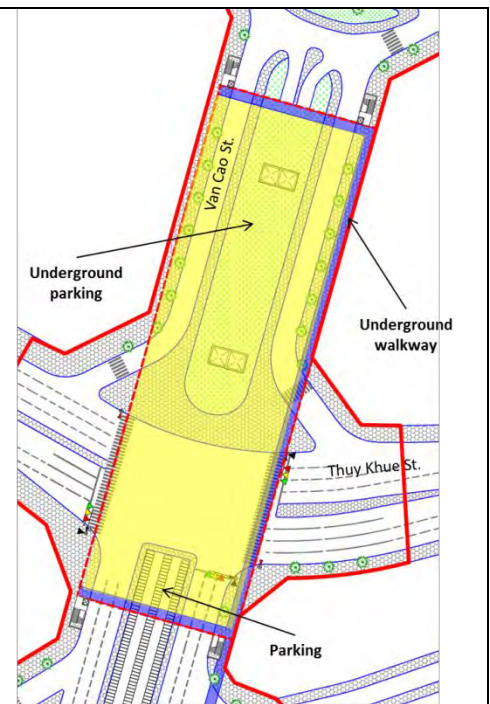 Van Cao St.
Underground
parking
Underground
walkway
Thuy Khue St.
Parking